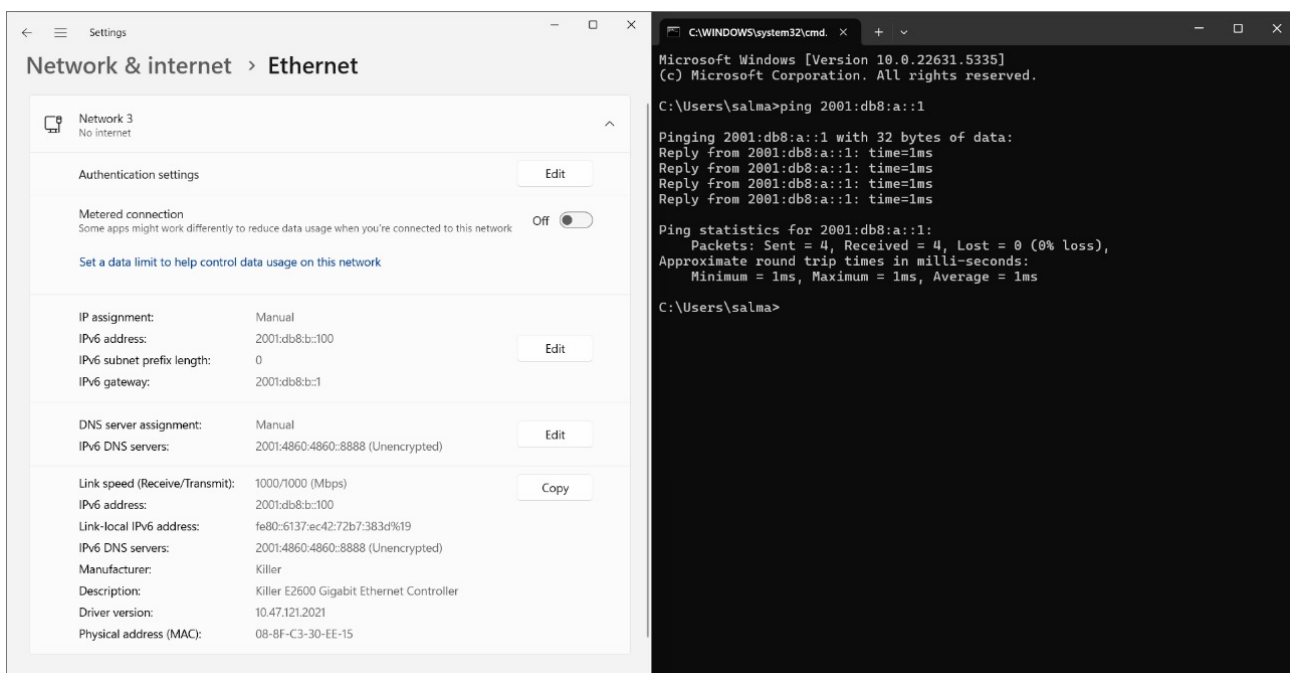 Settings
Network & internet > Ethernet
Network 3
No internet
Authentication settings
Edit
Metered connection
Some apps might work differently to reduce data usage when you're connected to this network
Off
Set a data limit to help control data usage on this network
IP assignment: Manual
IPv6 address: 2001:db8:b::100
IPv6 subnet prefix length: 0
IPv6 gateway: 2001:db8:b::1
Edit
DNS server assignment: Manual
IPv6 DNS servers: 2001:4860:4860::8888 (Unencrypted)
Edit
Link speed (Receive/Transmit): 1000/1000 (Mbps)
IPv6 address: 2001:db8:b::100
Link-local IPv6 address: fe80::6137:ec42:72b7:383d%19
IPv6 DNS servers: 2001:4860:4860::8888 (Unencrypted)
Manufacturer: Killer
Description: Killer E2600 Gigabit Ethernet Controller
Driver version: 10.47.121.2021
Physical address (MAC): 08-8F-C3-30-EE-15
Copy
C:\WINDOWS\system32\cmd.
Microsoft Windows [Version 10.0.22631.5335]
(c) Microsoft Corporation. All rights reserved.
C:\Users\salma>ping 2001:db8:a::1
Pinging 2001:db8:a::1 with 32 bytes of data:
Reply from 2001:db8:a::1: time=1ms
Reply from 2001:db8:a::1: time=1ms
Reply from 2001:db8:a::1: time=1ms
Reply from 2001:db8:a::1: time=1ms
Ping statistics for 2001:db8:a::1:
Packets: Sent = 4, Received = 4, Lost = 0 (0% loss),
Approximate round trip times in milli-seconds:
Minimum = 1ms, Maximum = 1ms, Average = 1ms
C:\Users\salma>